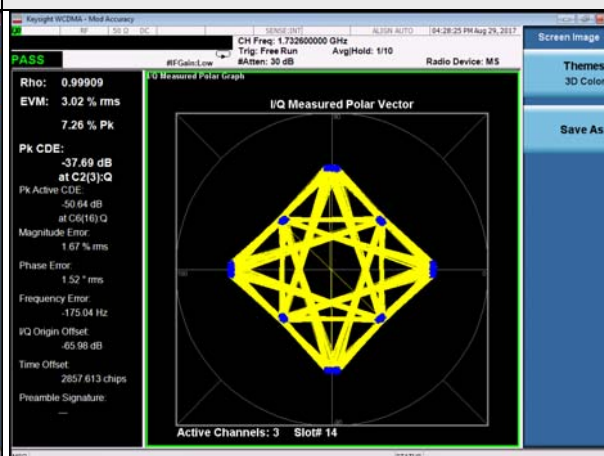 Keysight WCDMA - Mod Accuracy
RF 50 Ω DC SENSE:INT ALIGN AUTO 04:28:25 PM Aug 29, 2017
CH Freq: 1.732600000 GHz
Trig: Free Run Avg|Hold: 1/10
PASS #IFGain:Low #Atten: 30 dB Radio Device: MS
Screen Image
Themes
3D Color
Save As
I/Q Measured Polar Graph
I/Q Measured Polar Vector
Rho: 0.99909
EVM: 3.02 % rms
7.26 % Pk
Pk CDE:
-37.69 dB
at C2(3):Q
Pk Active CDE:
-50.64 dB
at C6(16):Q
Magnitude Error:
1.67 % rms
Phase Error:
1.52 ° rms
Frequency Error:
-175.04 Hz
I/Q Origin Offset:
-65.98 dB
Time Offset:
2857.613 chips
Preamble Signature:
---
Active Channels: 3 Slot# 14